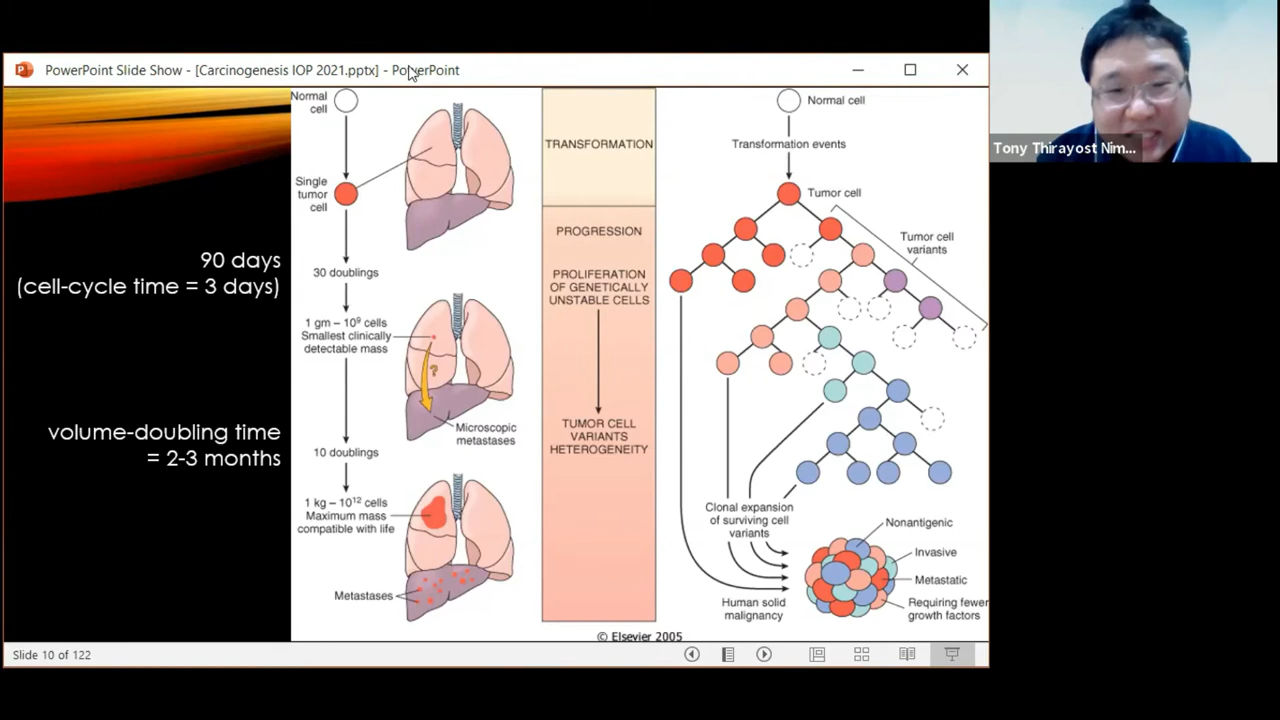 PowerPoint Slide Show - [Carcinogenesis IOP 2021.pptx] - PowerPoint
Tony Thirayost Nim...
90 days
(cell-cycle time = 3 days)
volume-doubling time
= 2-3 months
Normal
cell
Single
tumor
cell
30 doublings
1 gm – 10⁹ cells
Smallest clinically
detectable mass
?
Microscopic
metastases
10 doublings
1 kg – 10¹² cells
Maximum mass
compatible with life
Metastases
TRANSFORMATION
PROGRESSION
PROLIFERATION
OF GENETICALLY
UNSTABLE CELLS
TUMOR CELL
VARIANTS
HETEROGENEITY
Normal cell
Transformation events
Tumor cell
Tumor cell
variants
Clonal expansion
of surviving cell
variants
Nonantigenic
Invasive
Metastatic
Requiring fewer
growth factors
Human solid
malignancy
© Elsevier 2005
Slide 10 of 122